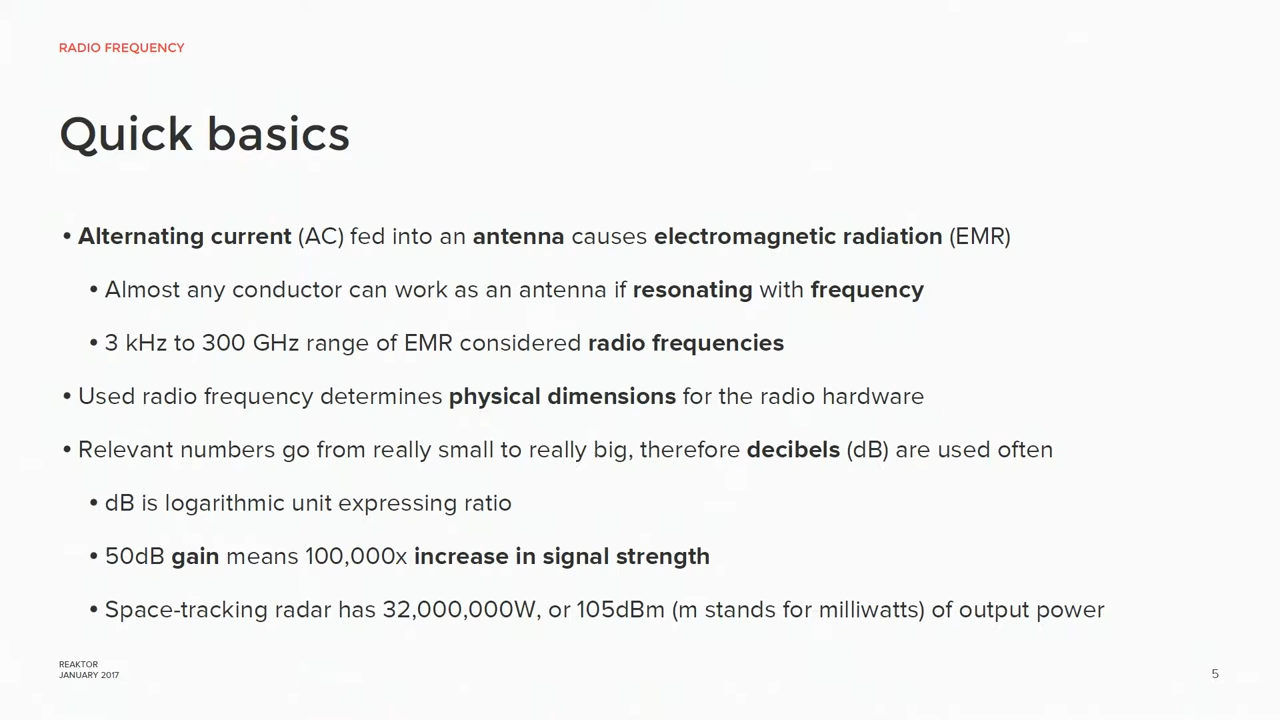 RADIO FREQUENCY
Quick basics
• Alternating current (AC) fed into an antenna causes electromagnetic radiation (EMR)
• Almost any conductor can work as an antenna if resonating with frequency
• 3 kHz to 300 GHz range of EMR considered radio frequencies
• Used radio frequency determines physical dimensions for the radio hardware
• Relevant numbers go from really small to really big, therefore decibels (dB) are used often
• dB is logarithmic unit expressing ratio
• 50dB gain means 100,000x increase in signal strength
• Space-tracking radar has 32,000,000W, or 105dBm (m stands for milliwatts) of output power
REAKTOR
JANUARY 2017
5